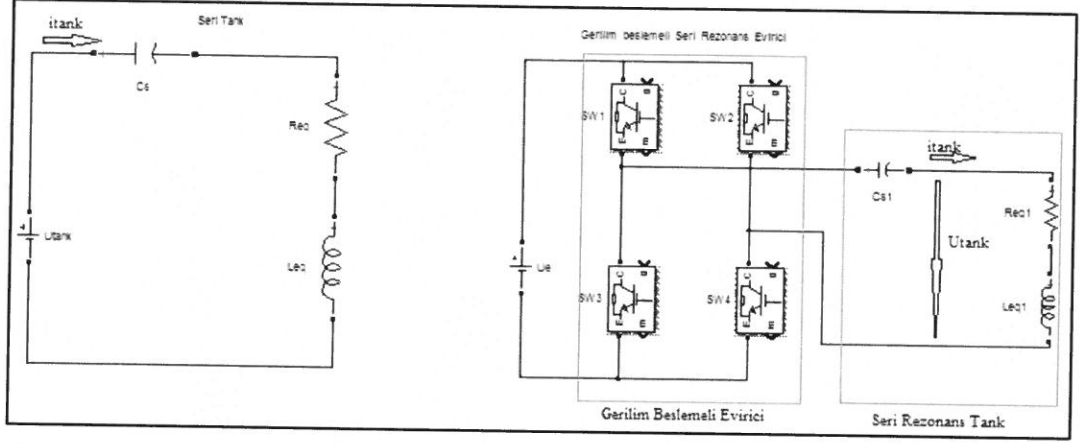 itank
Seri Tank
Cs
Req
Utank
Leq
Gerilim beslemeli Seri Rezonans Evirici
SW1
C
E
g
m
SW2
C
E
g
m
itank
Cs1
Req1
Utank
Ue
SW3
C
E
g
m
SW4
C
E
g
m
Leq1
Gerilim Beslemeli Evirici
Seri Rezonans Tank